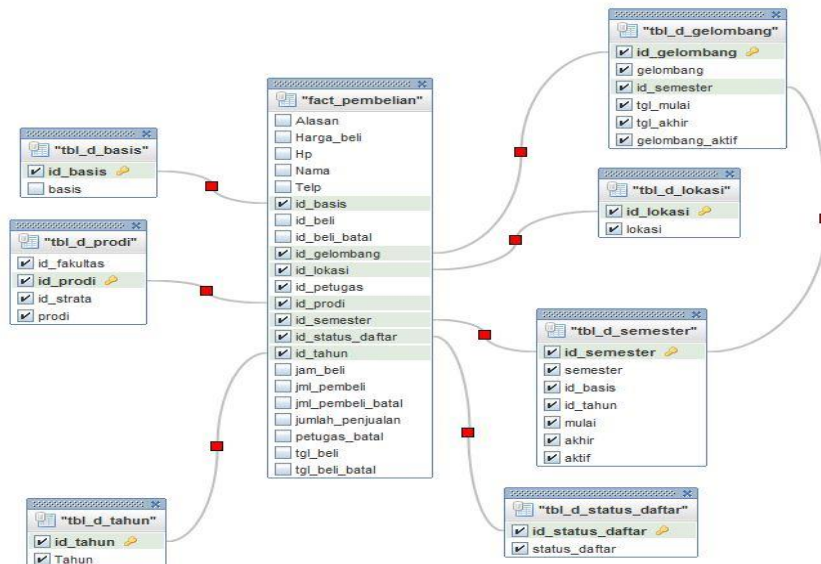 "tbl_d_gelombang"
id_gelombang
gelombang
id_semester
tgl_mulai
tgl_akhir
gelombang_aktif
"fact_pembelian"
Alasan
Harga_beli
Hp
Nama
Telp
id_basis
id_beli
id_beli_batal
id_gelombang
id_lokasi
id_petugas
id_prodi
id_semester
id_status_daftar
id_tahun
jam_beli
jml_pembeli
jml_pembeli_batal
jumlah_penjualan
petugas_batal
tgl_beli
tgl_beli_batal
"tbl_d_basis"
id_basis
basis
"tbl_d_lokasi"
id_lokasi
lokasi
"tbl_d_prodi"
id_fakultas
id_prodi
id_strata
prodi
"tbl_d_semester"
id_semester
semester
id_basis
id_tahun
mulai
akhir
aktif
"tbl_d_status_daftar"
id_status_daftar
status_daftar
"tbl_d_tahun"
id_tahun
Tahun